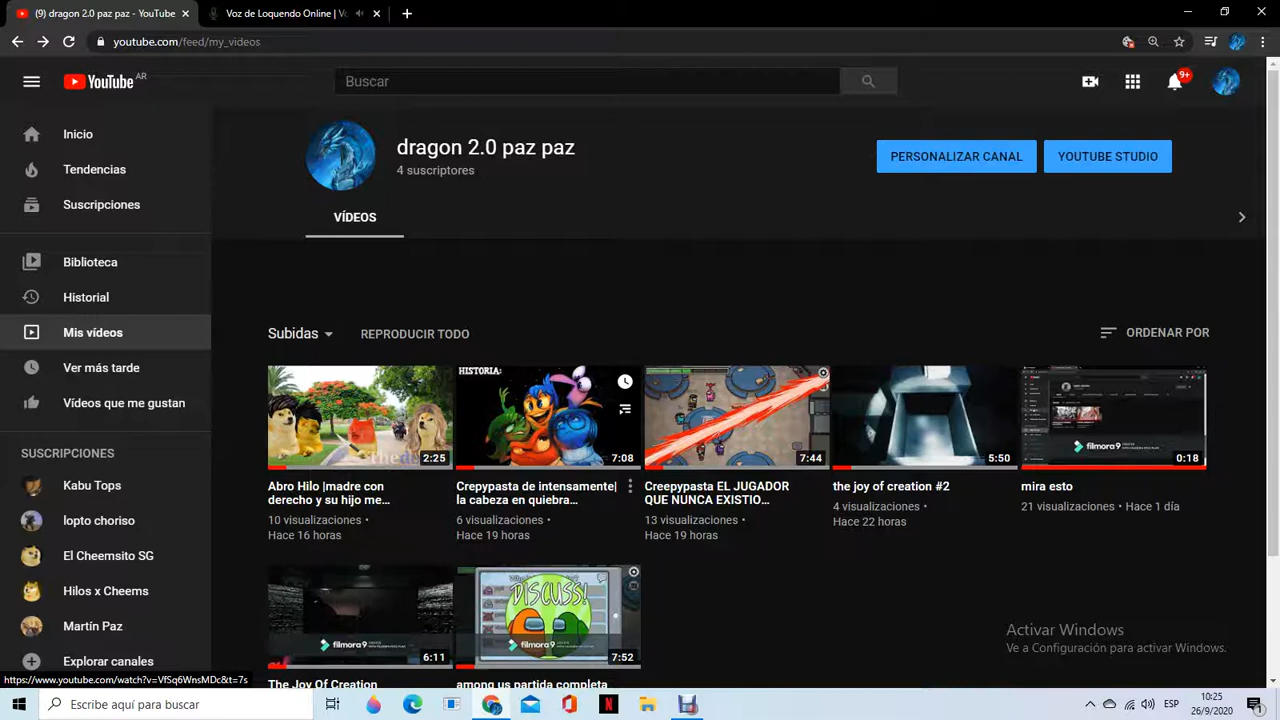 (9) dragon 2.0 paz paz - YouTube
Voz de Loquendo Online | Vo
youtube.com/feed/my_videos
YouTube AR
Buscar
9+
Inicio
Tendencias
Suscripciones
Biblioteca
Historial
Mis vídeos
Ver más tarde
Vídeos que me gustan
SUSCRIPCIONES
Kabu Tops
lopto choriso
El Cheemsito SG
Hilos x Cheems
Martín Paz
Explorar canales
dragon 2.0 paz paz
4 suscriptores
PERSONALIZAR CANAL
YOUTUBE STUDIO
VÍDEOS
Subidas
REPRODUCIR TODO
ORDENAR POR
2:25
Abro Hilo |madre con
derecho y su hijo me...
10 visualizaciones •
Hace 16 horas
HISTORIA:
7:08
Crepypasta de intensamente|
la cabeza en quiebra...
6 visualizaciones •
Hace 19 horas
7:44
Creepypasta EL JUGADOR
QUE NUNCA EXISTIO...
13 visualizaciones •
Hace 19 horas
5:50
the joy of creation #2
4 visualizaciones •
Hace 22 horas
filmora9
0:18
mira esto
21 visualizaciones • Hace 1 día
filmora9
6:11
The Joy Of Creation
DISCUSS!
filmora9
7:52
among us partida completa
Activar Windows
Ve a Configuración para activar Windows.
https://www.youtube.com/watch?v=VfSq6WnsMDc&t=7s
Escribe aquí para buscar
N
ESP
10:25
26/9/2020
1